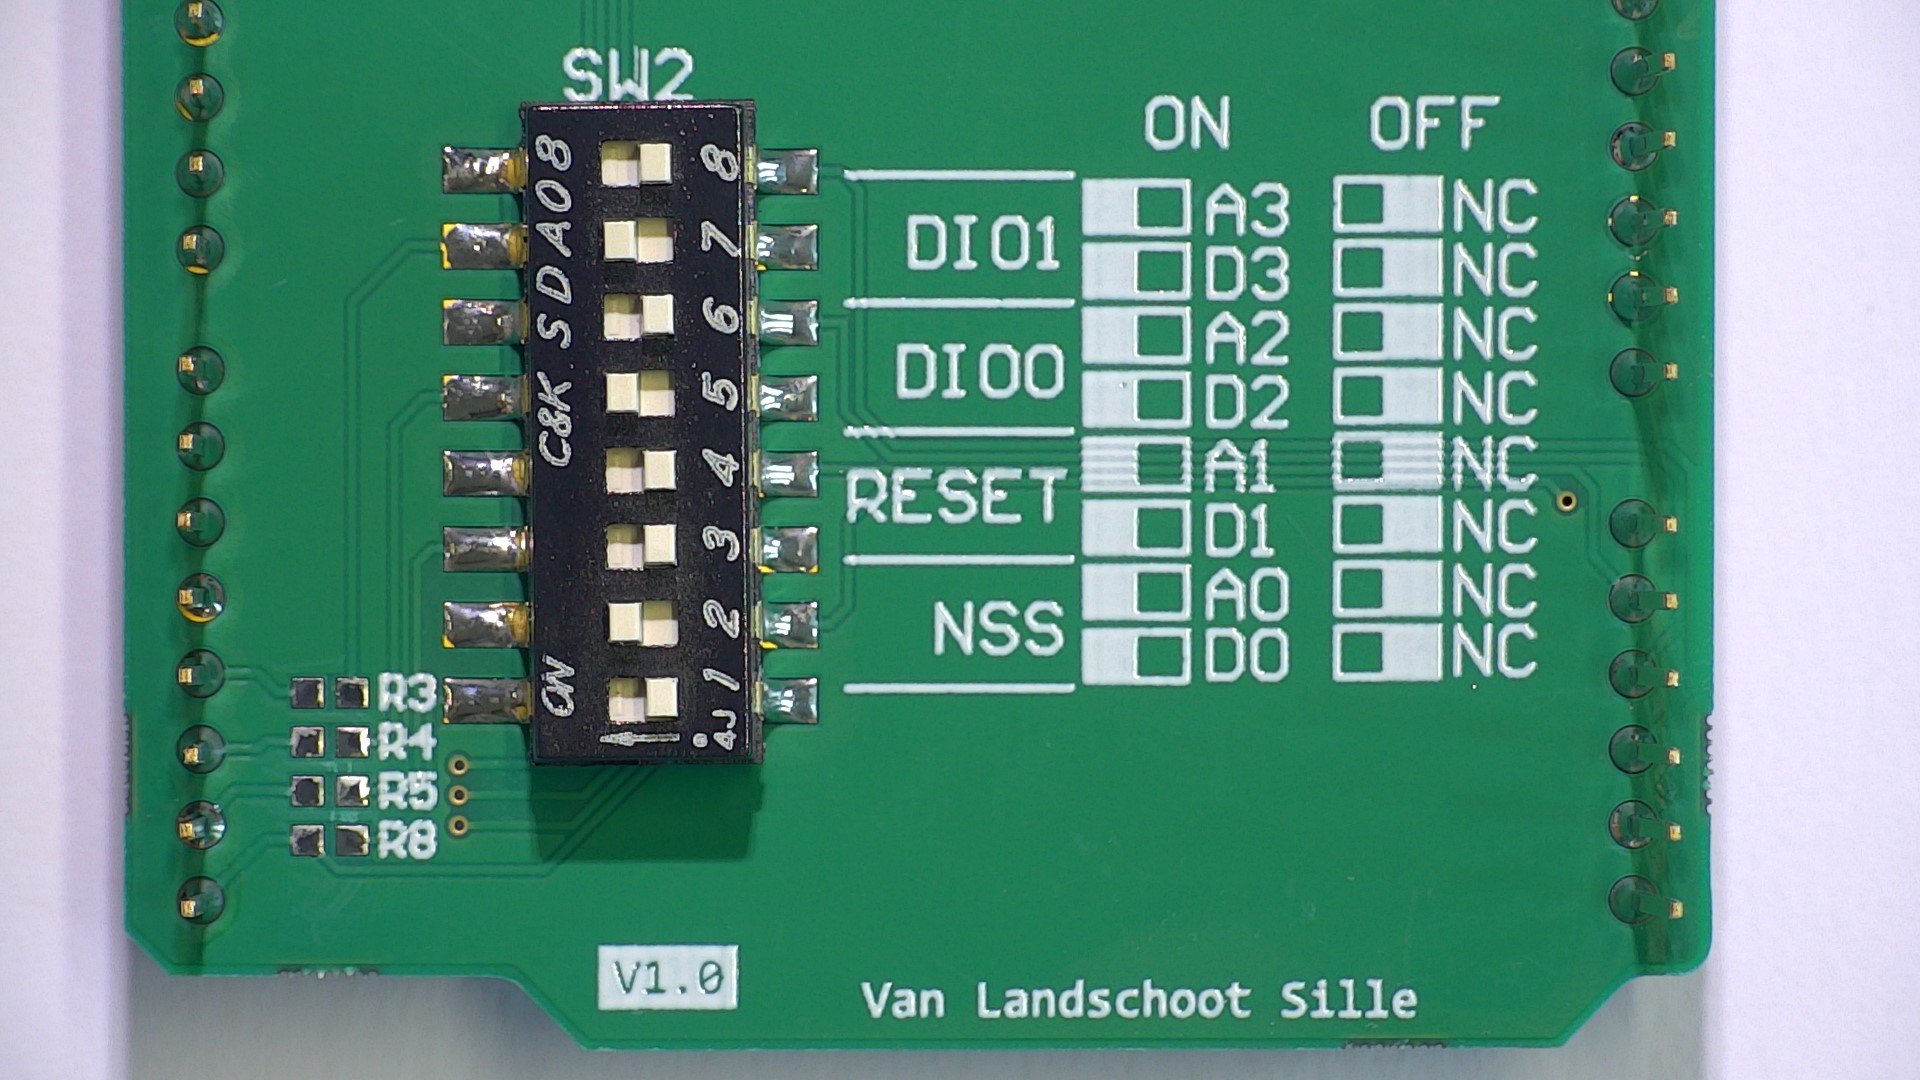 SW2
C&K SDA08
ON
8
7
6
5
4
3
2
1
ON OFF
DIO1
A3 NC
D3 NC
DIO0
A2 NC
D2 NC
RESET
A1 NC
D1 NC
NSS
A0 NC
D0 NC
R3
R4
R5
R8
V1.0
Van Landschoot Sille